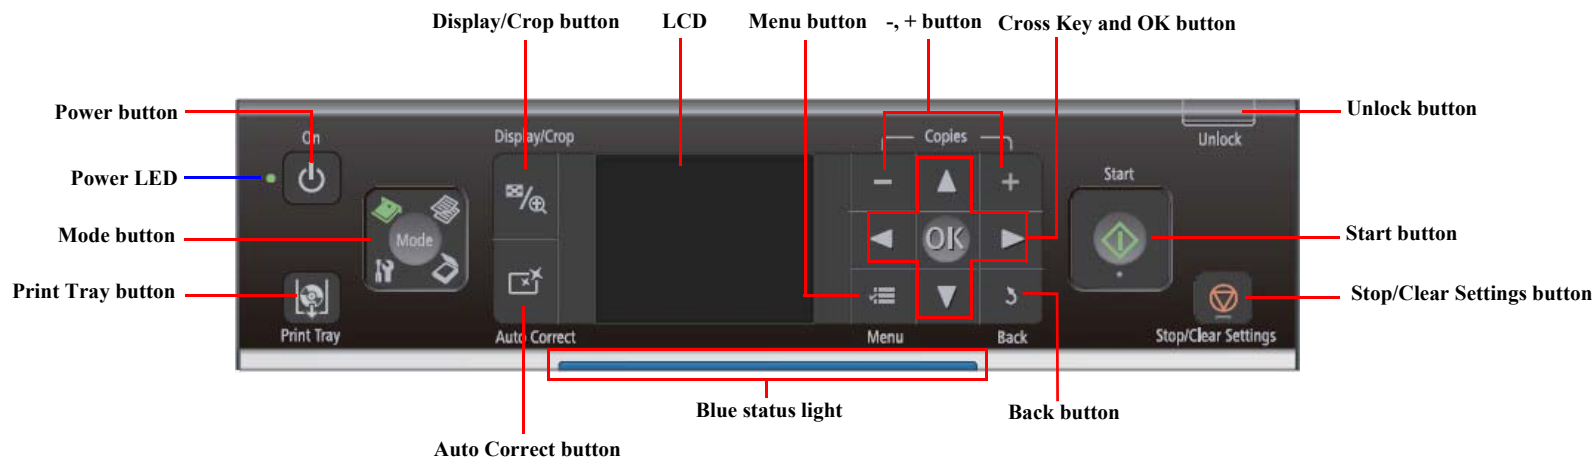 Display/Crop button
LCD
Menu button
-, + button
Cross Key and OK button
Power button
Unlock button
On
Display/Crop
Copies
Unlock
Power LED
Start
Mode button
Mode
OK
Start button
Print Tray button
Stop/Clear Settings button
Print Tray
Auto Correct
Menu
Back
Stop/Clear Settings
Blue status light
Back button
Auto Correct button